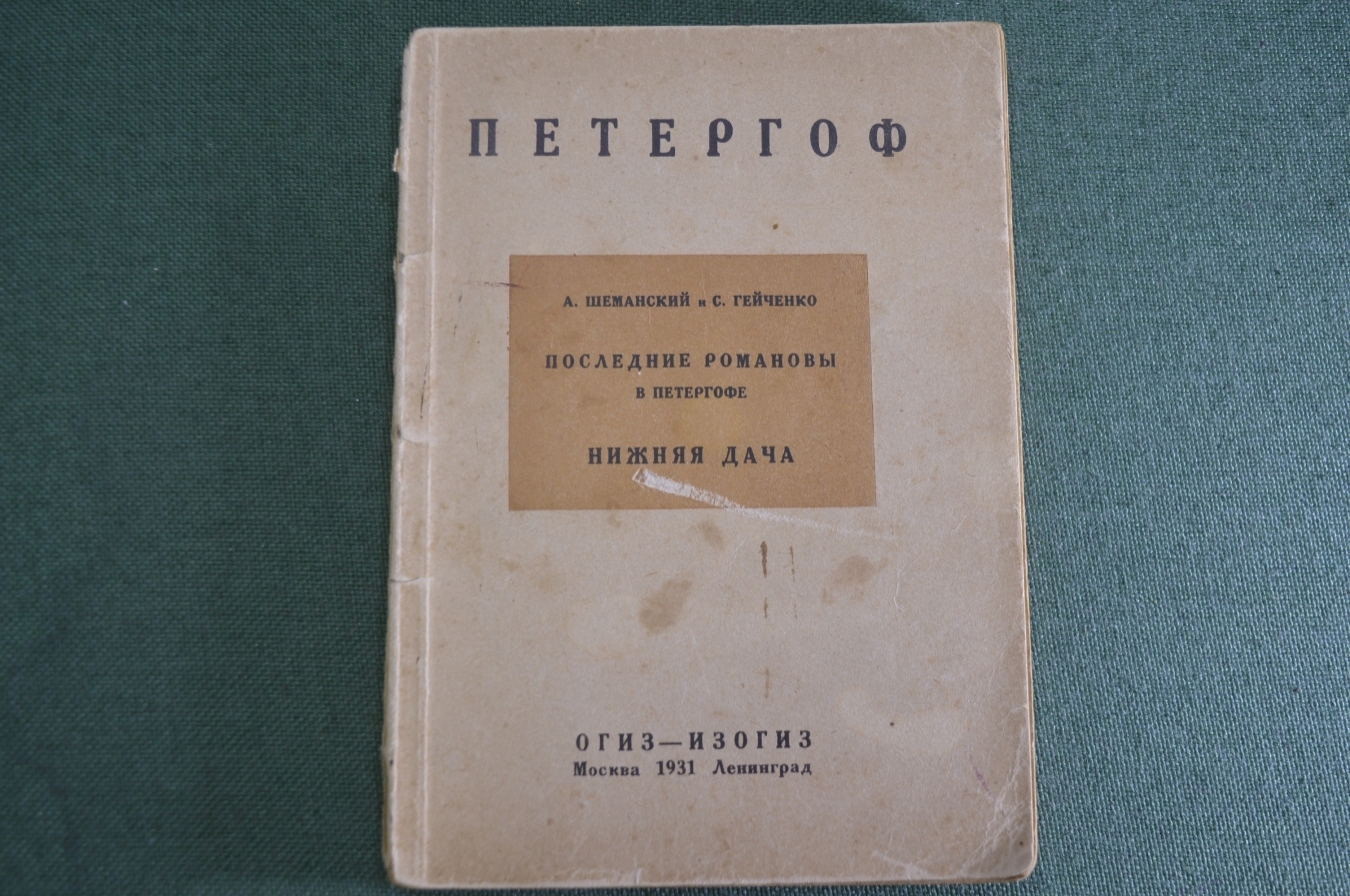 ПЕТЕРГОФ
А. ШЕМАНСКИЙ и С. ГЕЙЧЕНКО
ПОСЛЕДНИЕ РОМАНОВЫ
В ПЕТЕРГОФЕ
НИЖНЯЯ ДАЧА
ОГИЗ—ИЗОГИЗ
Москва 1931 Ленинград